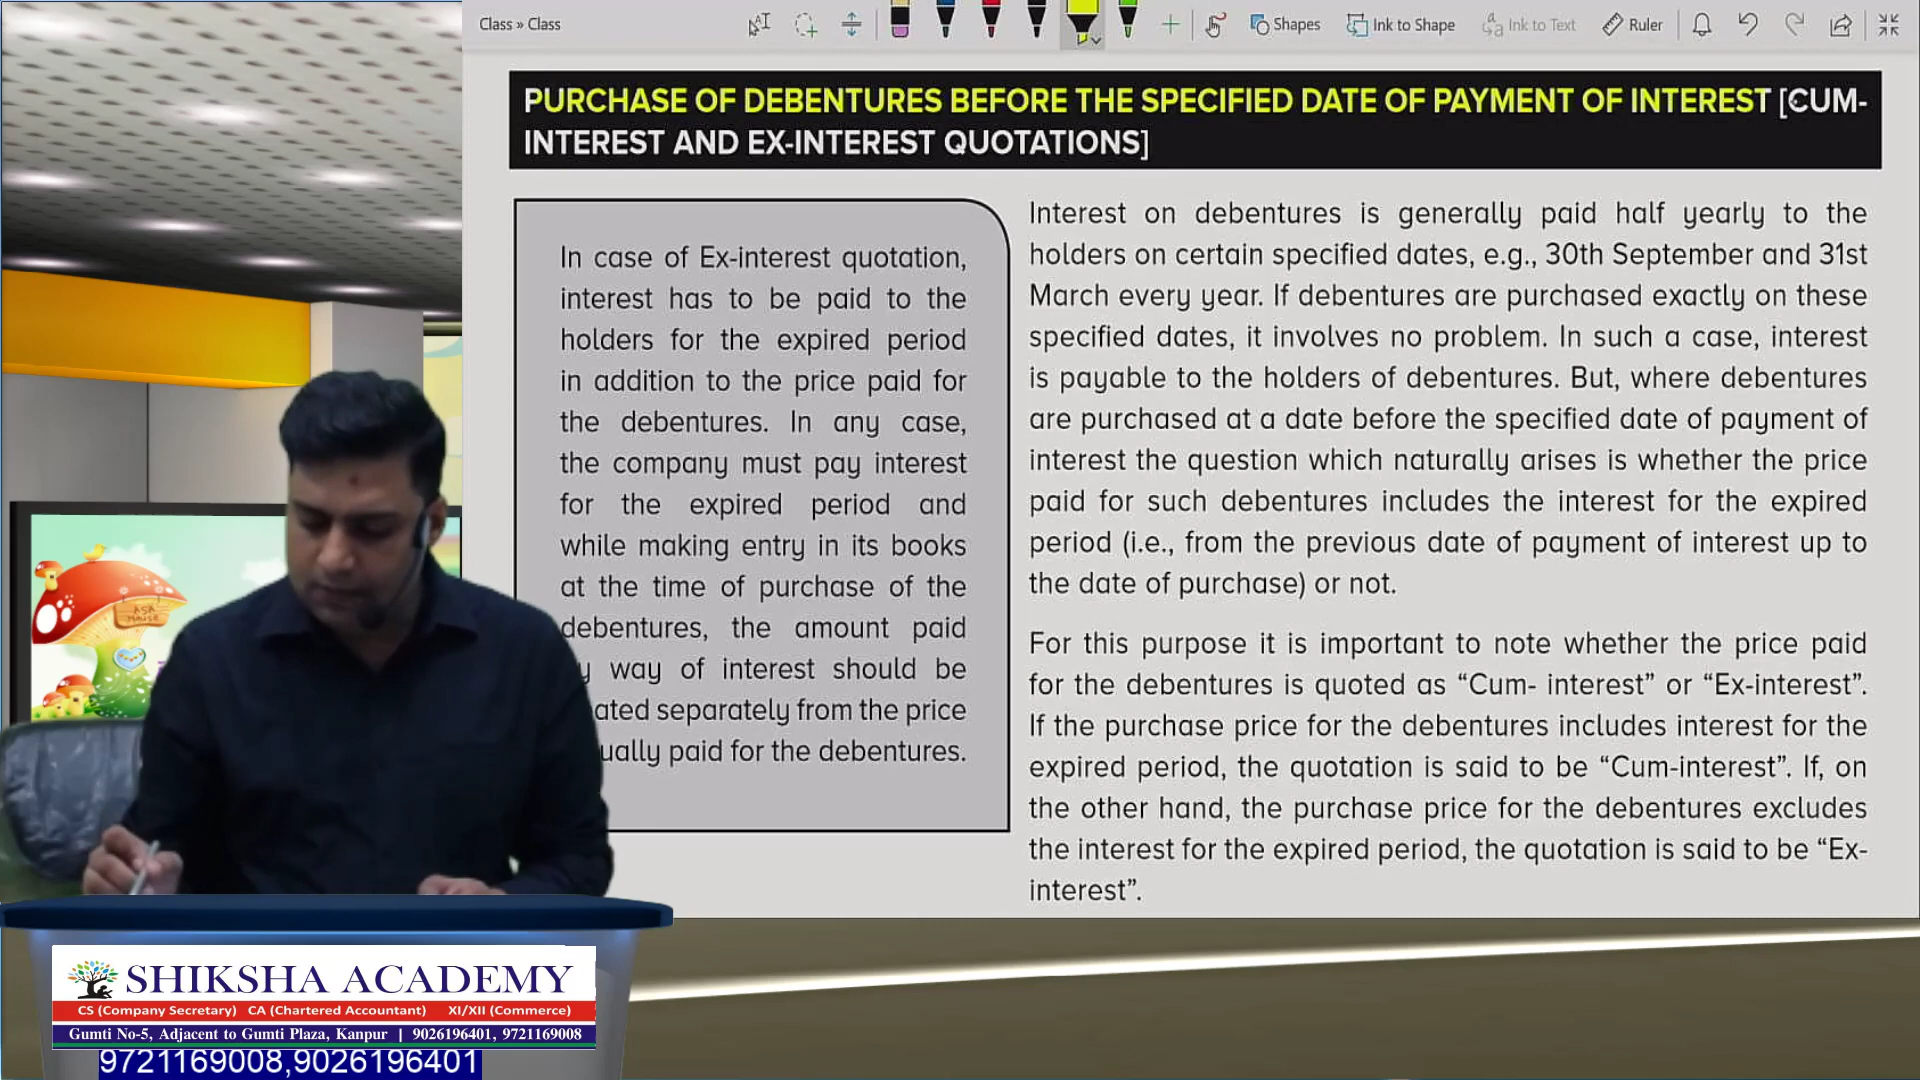 Class » Class
Shapes
Ink to Shape
Ink to Text
Ruler
PURCHASE OF DEBENTURES BEFORE THE SPECIFIED DATE OF PAYMENT OF INTEREST [CUM-
INTEREST AND EX-INTEREST QUOTATIONS]
In case of Ex-interest quotation,
interest has to be paid to the
holders for the expired period
in addition to the price paid for
the debentures. In any case,
the company must pay interest
for the expired period and
while making entry in its books
at the time of purchase of the
debentures, the amount paid
way of interest should be
separately from the price
paid for the debentures.
Interest on debentures is generally paid half yearly to the
holders on certain specified dates, e.g., 30th September and 31st
March every year. If debentures are purchased exactly on these
specified dates, it involves no problem. In such a case, interest
is payable to the holders of debentures. But, where debentures
are purchased at a date before the specified date of payment of
interest the question which naturally arises is whether the price
paid for such debentures includes the interest for the expired
period (i.e., from the previous date of payment of interest up to
the date of purchase) or not.
For this purpose it is important to note whether the price paid
for the debentures is quoted as “Cum- interest” or “Ex-interest”.
If the purchase price for the debentures includes interest for the
expired period, the quotation is said to be “Cum-interest”. If, on
the other hand, the purchase price for the debentures excludes
the interest for the expired period, the quotation is said to be “Ex-
interest”.
ASA
HOUSE
SHIKSHA ACADEMY
CS (Company Secretary) CA (Chartered Accountant) XI/XII (Commerce)
Gumti No-5, Adjacent to Gumti Plaza, Kanpur | 9026196401, 9721169008
9721169008,9026196401